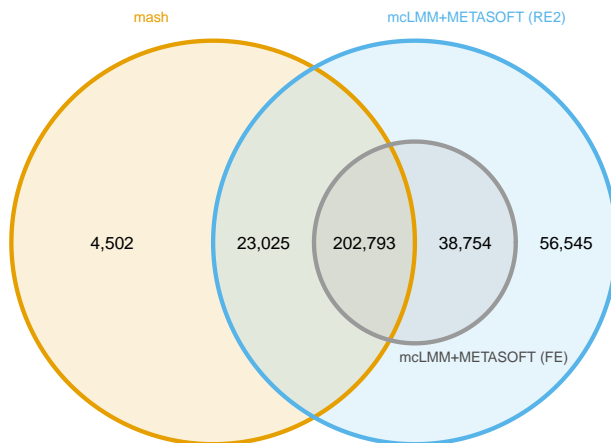 mash
mcLMM+METASOFT (RE2)
4,502
23,025
202,793
38,754
56,545
mcLMM+METASOFT (FE)